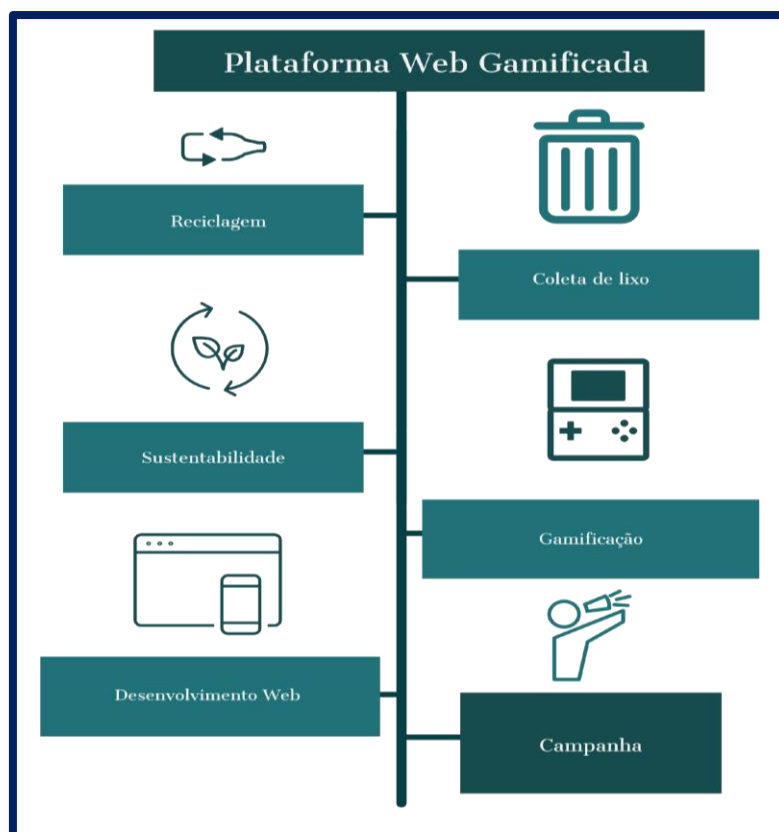 Plataforma Web Gamificada
Reciclagem
Coleta de lixo
Sustentabilidade
Gamificação
Desenvolvimento Web
Campanha